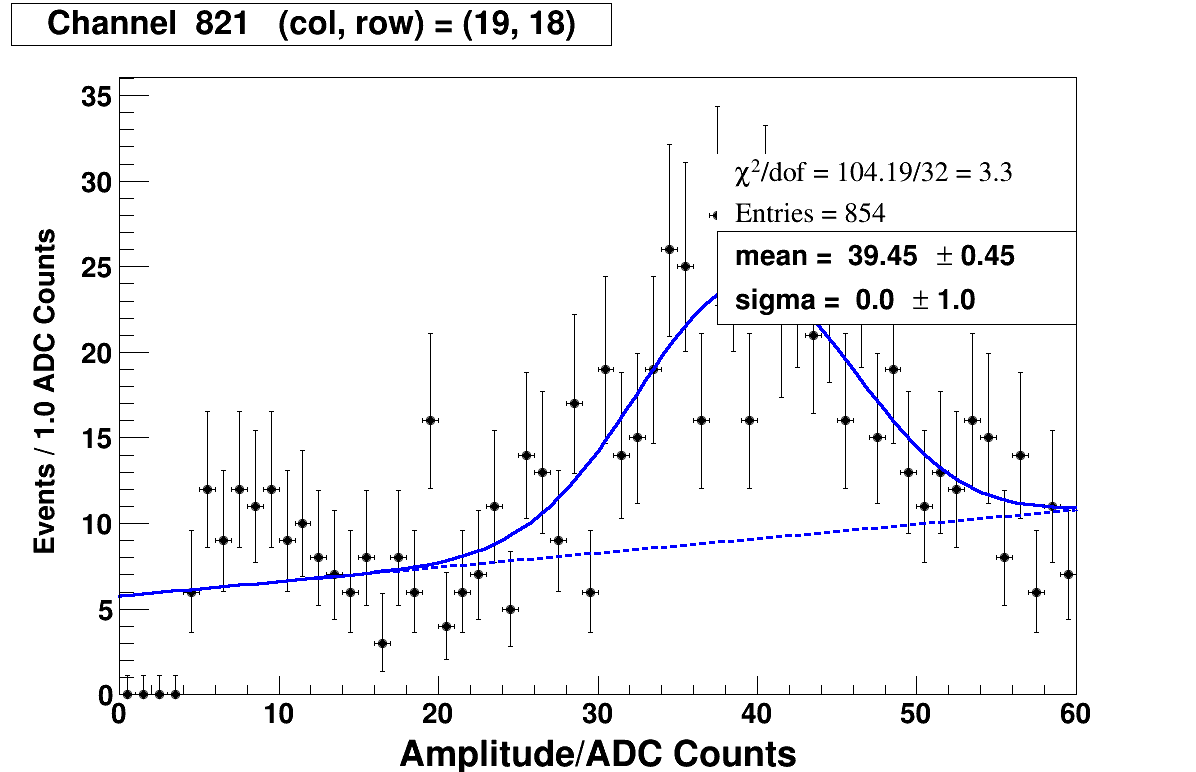 Channel 821 (col, row) = (19, 18)
35
30
25
20
15
10
5
0
Events / 1.0 ADC Counts
χ²/dof = 104.19/32 = 3.3
Entries = 854
mean = 39.45 ± 0.45
sigma = 0.0 ± 1.0
0 10 20 30 40 50 60
Amplitude/ADC Counts